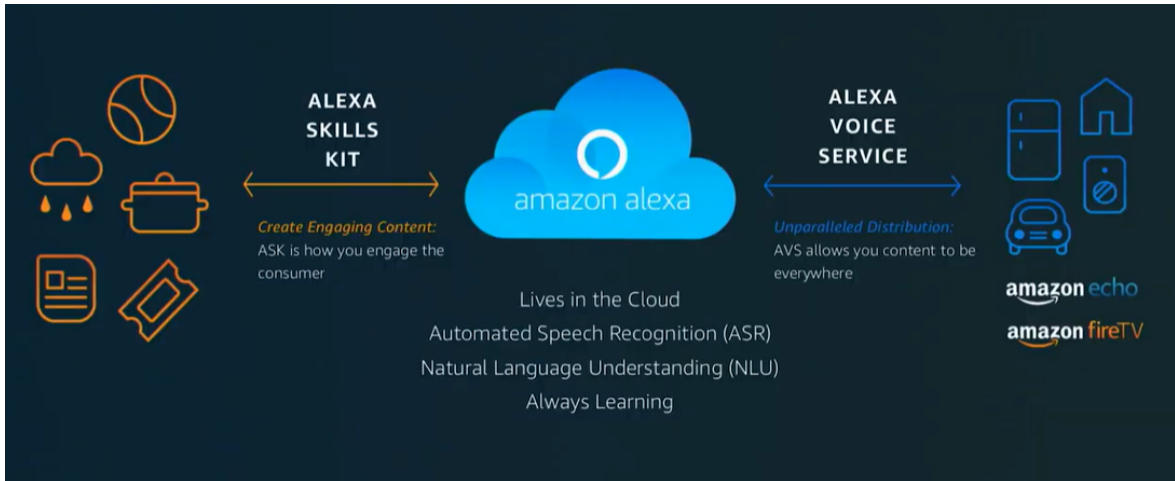 ALEXA
SKILLS
KIT
Create Engaging Content:
ASK is how you engage the
consumer
amazon alexa
Lives in the Cloud
Automated Speech Recognition (ASR)
Natural Language Understanding (NLU)
Always Learning
ALEXA
VOICE
SERVICE
Unparalleled Distribution:
AVS allows you content to be
everywhere
amazon echo
amazon fireTV